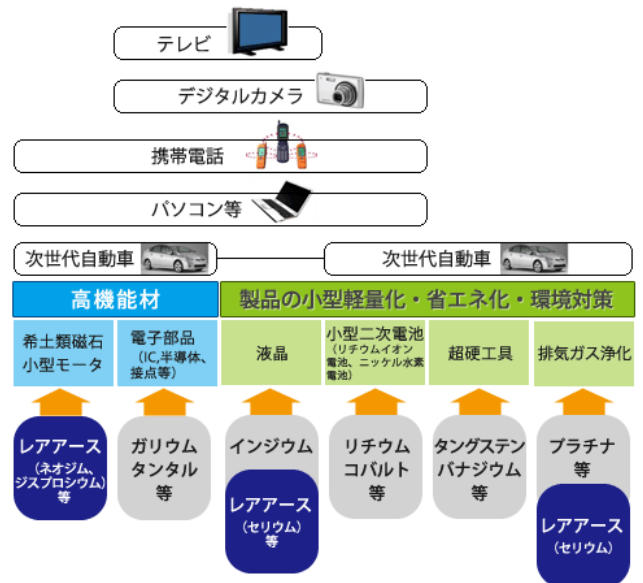 テレビ
デジタルカメラ
携帯電話
パソコン等
次世代自動車
次世代自動車
高機能材
製品の小型軽量化・省エネ化・環境対策
希土類磁石
小型モータ
電子部品
（IC,半導体、
接点等）
液晶
小型二次電池
（リチウムイオン
電池、ニッケル水素
電池）
超硬工具
排気ガス浄化
レアアース
（ネオジム、
ジスプロシウム）
等
ガリウム
タンタル
等
インジウム
レアアース
（セリウム）
等
リチウム
コバルト
等
タングステン
バナジウム
等
プラチナ
等
レアアース
（セリウム）